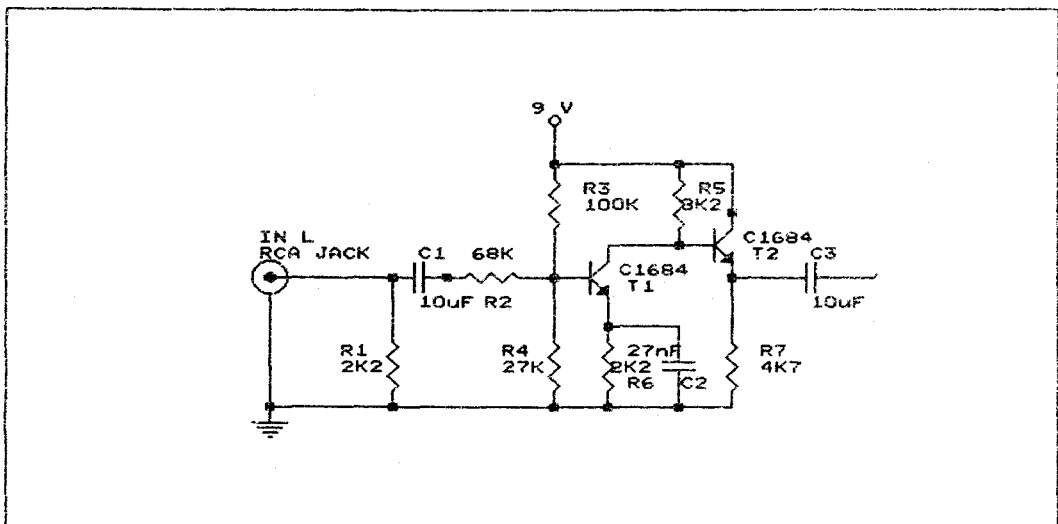 9 V
R3
100K
R5
8K2
IN L
RCA JACK
C1
10uF
68K
R2
C1684
T1
C1684
T2
C3
10uF
R1
2K2
R4
27K
2K2
R6
27nF
C2
R7
4K7